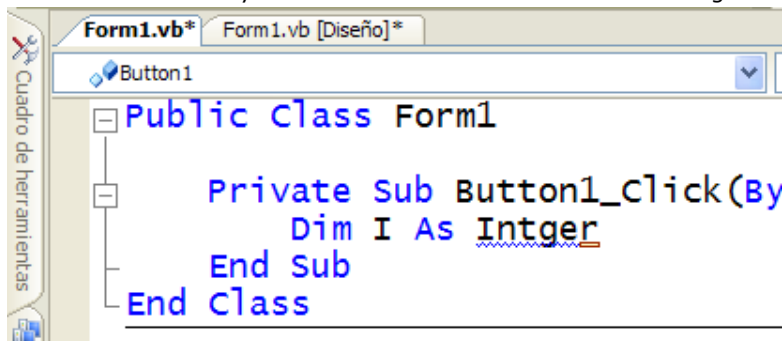 Form1.vb* Form1.vb [Diseño]*
Button1
Cuadro de herramientas
Public Class Form1
Private Sub Button1_Click(By
Dim I As Intger
End Sub
End Class